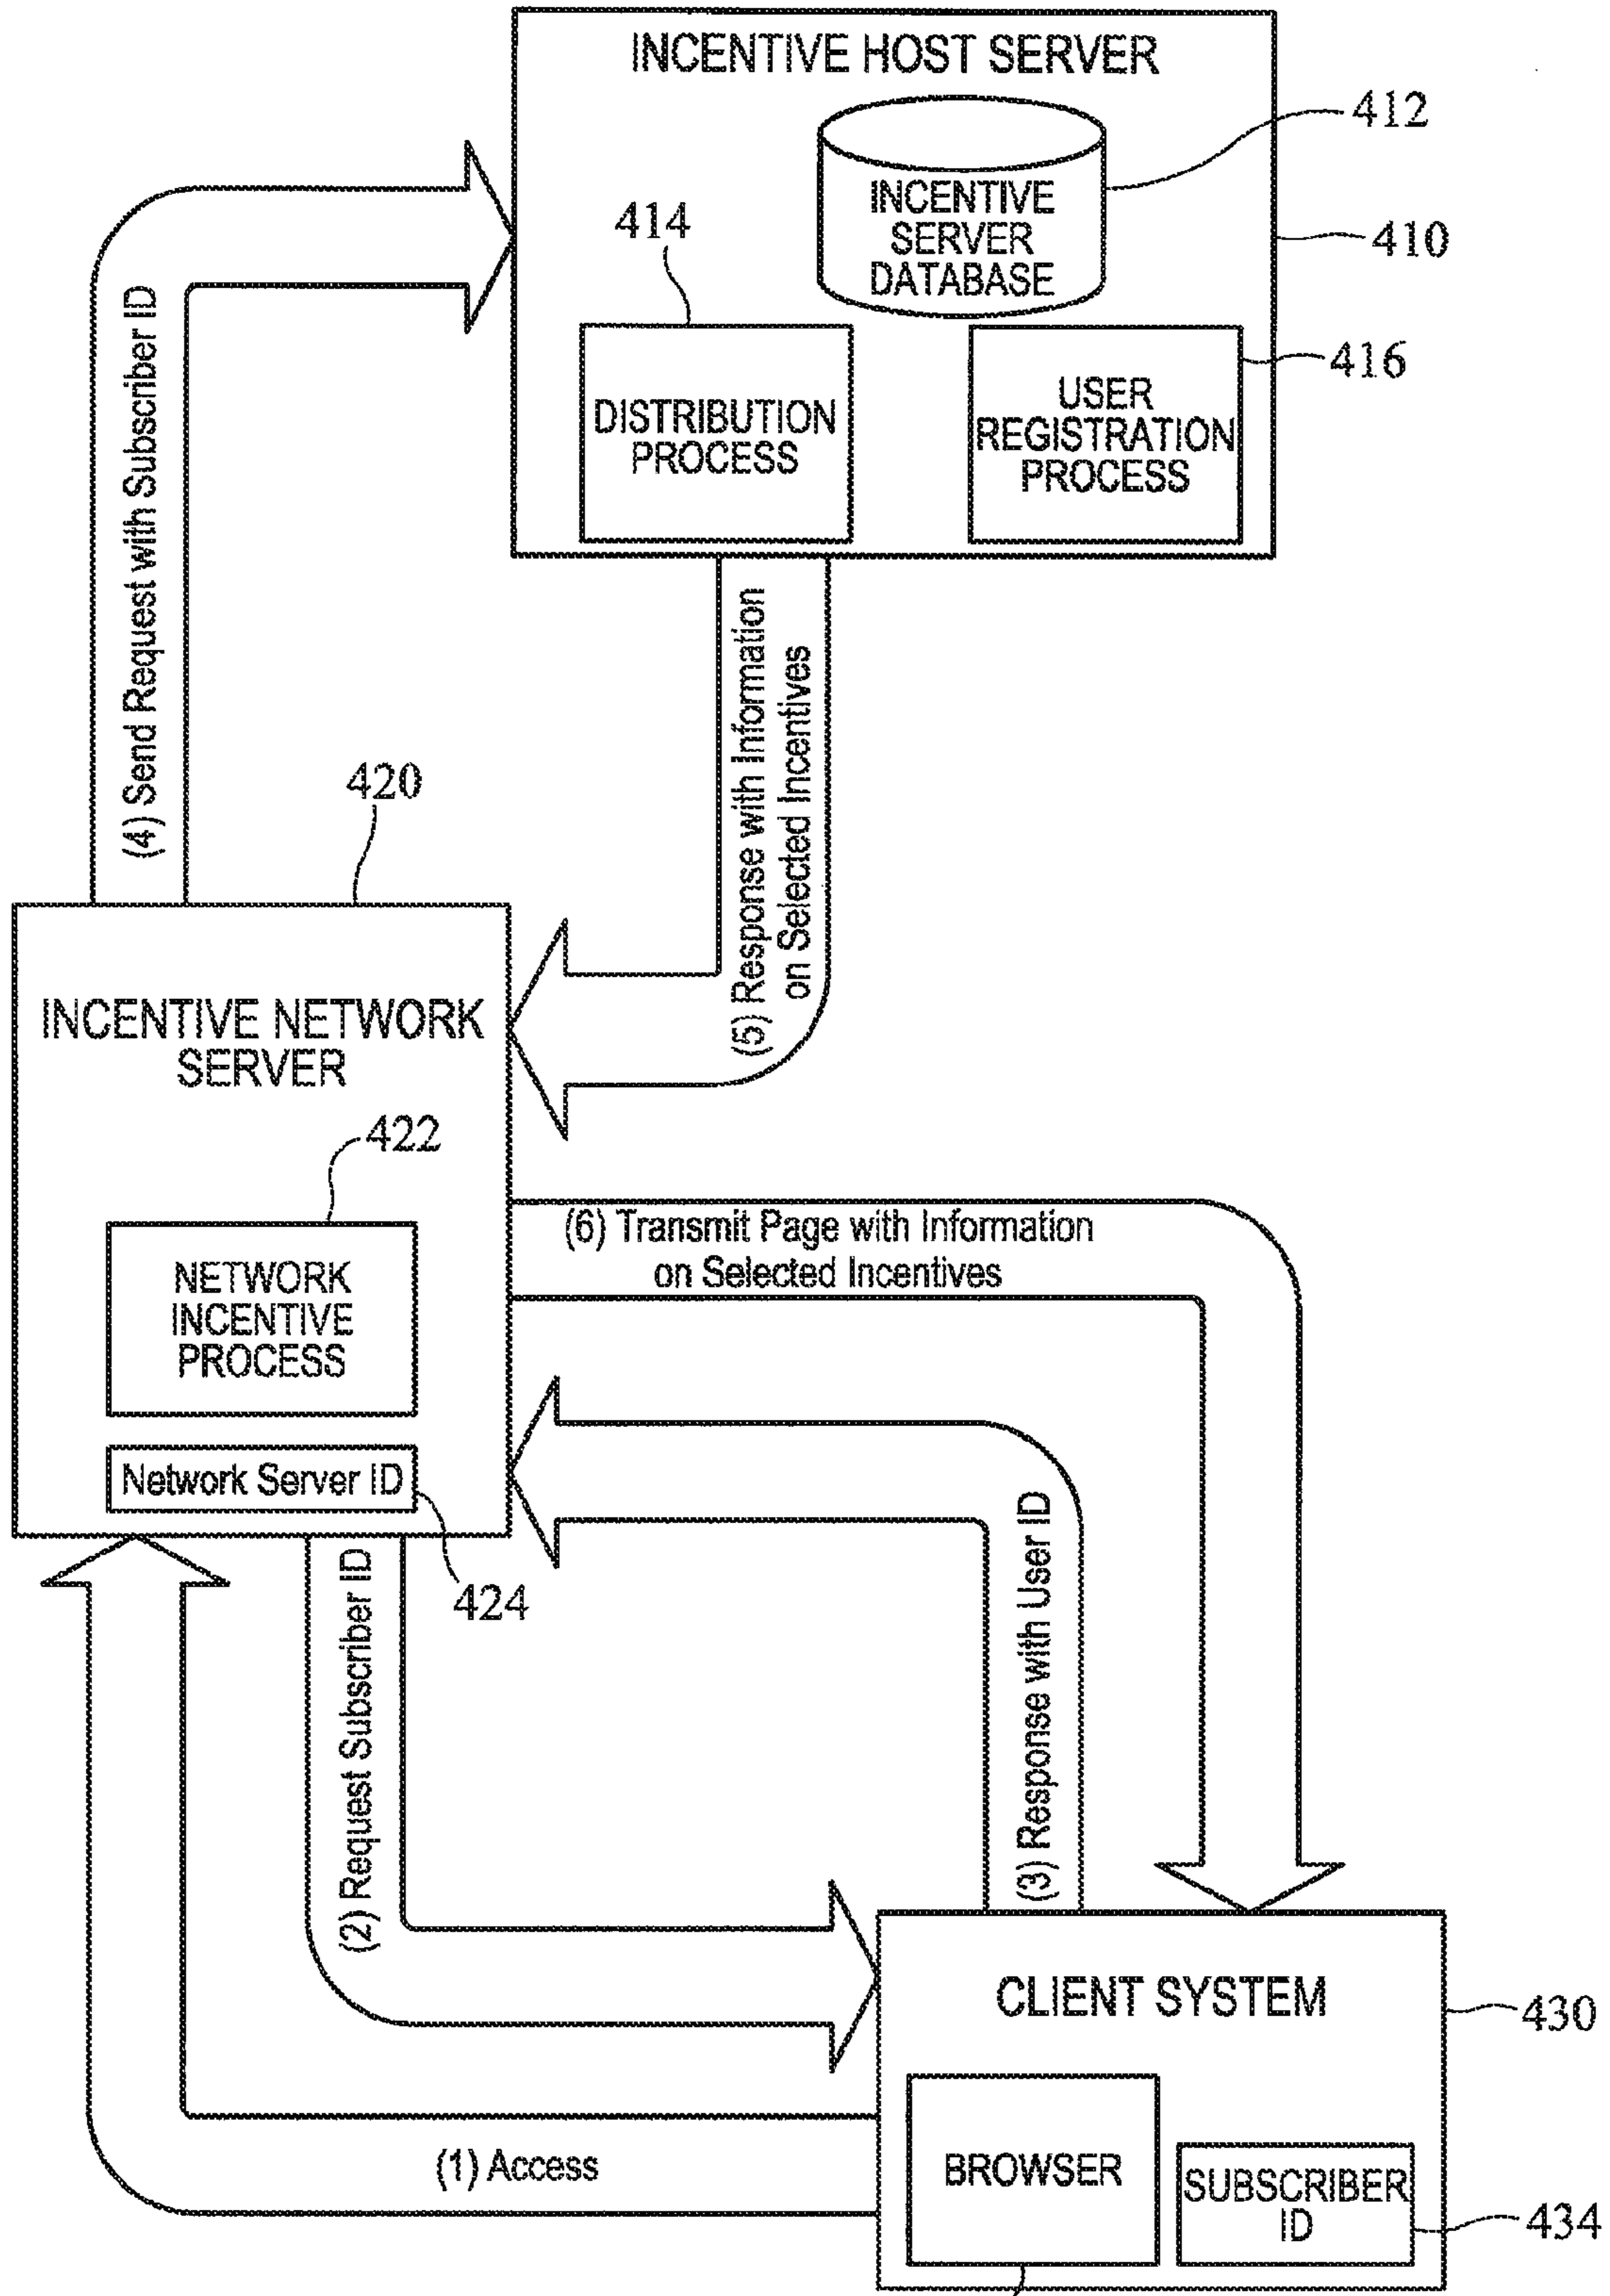 INCENTIVE HOST SERVER
412
INCENTIVE
SERVER
DATABASE
410
414
416
DISTRIBUTION
PROCESS
USER
REGISTRATION
PROCESS
(4) Send Request with Subscriber ID
(5) Response with Information
on Selected Incentives
420
INCENTIVE NETWORK
SERVER
422
NETWORK
INCENTIVE
PROCESS
Network Server ID
424
(6) Transmit Page with Information
on Selected Incentives
(2) Request Subscriber ID
(3) Response with User ID
CLIENT SYSTEM
430
(1) Access
BROWSER
SUBSCRIBER
ID
434